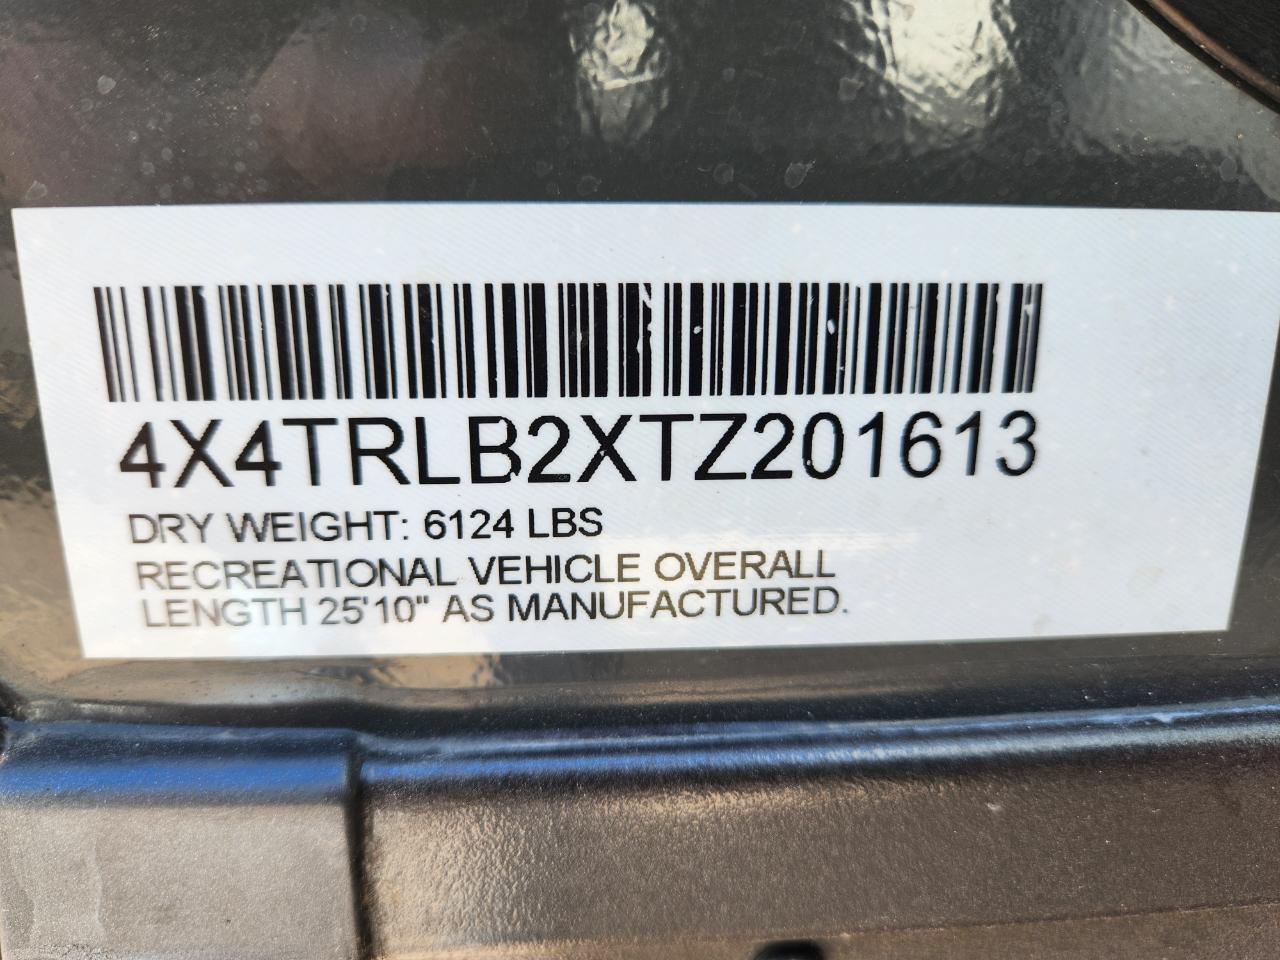 4X4TRLB2XTZ201613
DRY WEIGHT: 6124 LBS
RECREATIONAL VEHICLE OVERALL
LENGTH 25'10" AS MANUFACTURED.